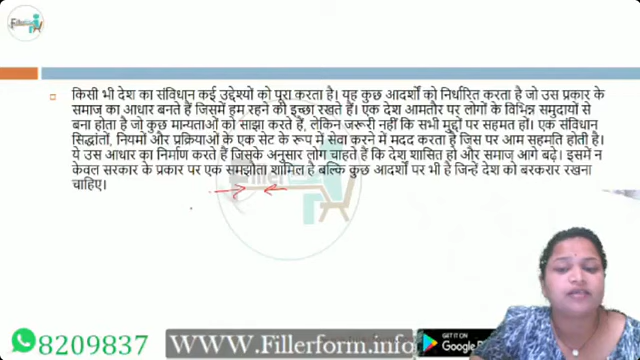 Fillerform
किसी भी देश का संविधान कई उद्देश्यों को पूरा करता है। यह कुछ आदर्शों को निर्धारित करता है जो उस प्रकार के
समाज का आधार बनते हैं जिसमें हम रहने की इच्छा रखते हैं। एक देश आमतौर पर लोगों के विभिन्न समुदायों से
बना होता है जो कुछ मान्यताओं को साझा करते हैं, लेकिन जरूरी नहीं कि सभी मुद्दों पर सहमत हों। एक संविधान
सिद्धांतों, नियमों और प्रक्रियाओं के एक सेट के रूप में सेवा करने में मदद करता है जिस पर आम सहमति होती है।
ये उस आधार का निर्माण करते हैं जिसके अनुसार लोग चाहते हैं कि देश शासित हो और समाज आगे बढ़े। इसमें न
केवल सरकार के प्रकार पर एक समझौता शामिल है बल्कि कुछ आदर्शों पर भी है जिन्हें देश को बरकरार रखना
चाहिए।
8209837
WWW.Fillerform.info
GET IT ON
Google